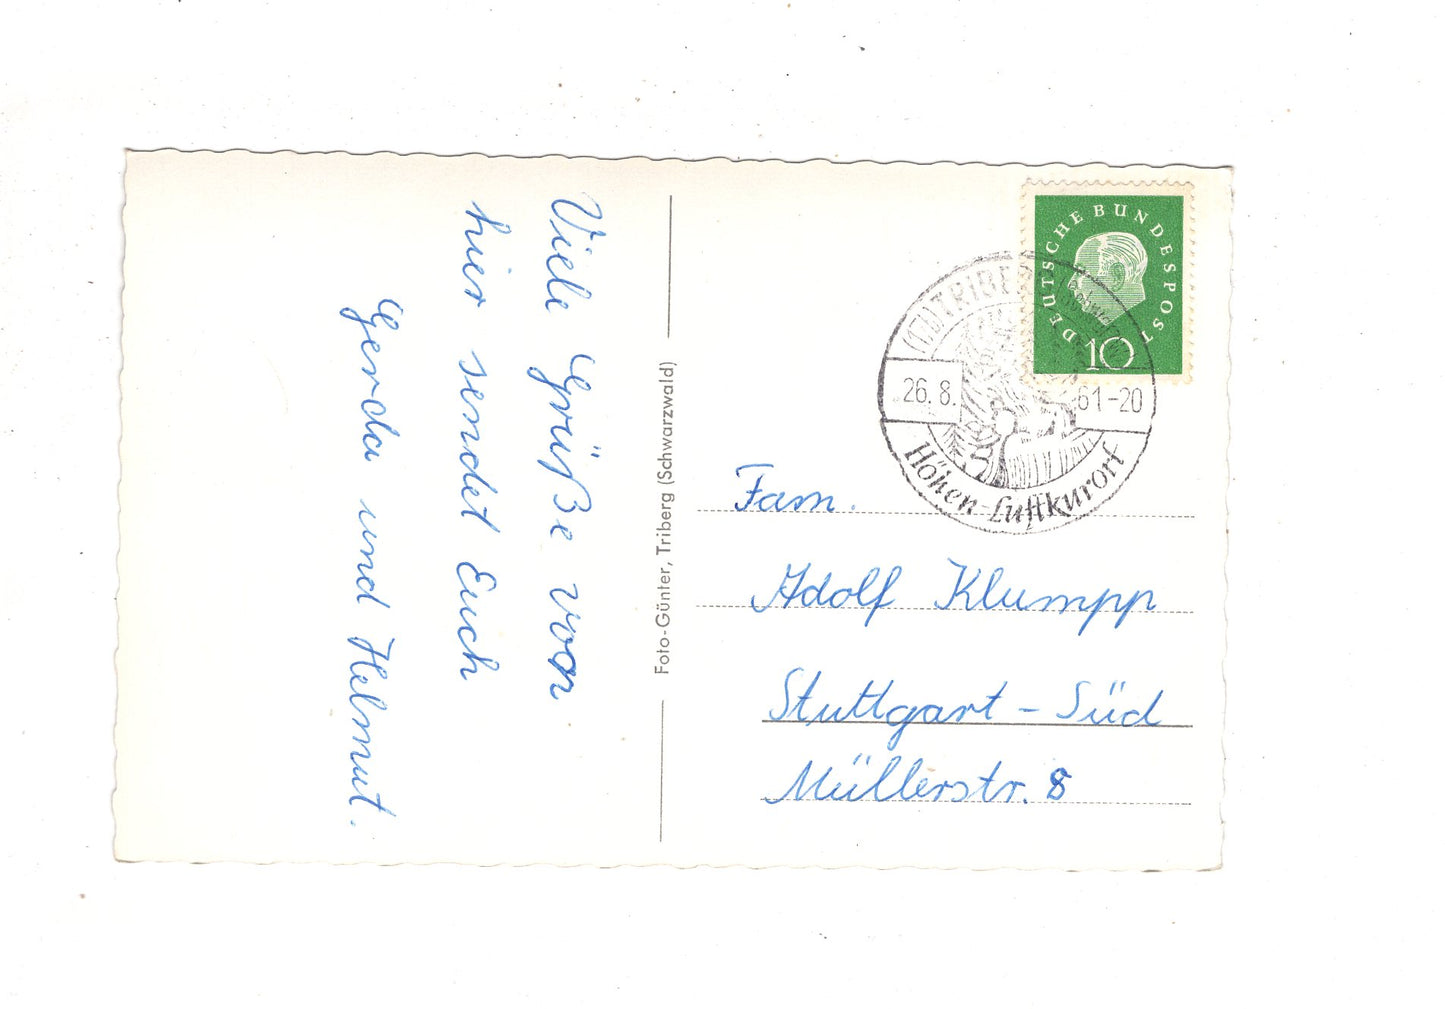 Viele Grüße von
hier sendet Euch
Gerda und Helmut.
Foto-Günter, Triberg (Schwarzwald)
DEUTSCHE BUNDESPOST
10
TRIBERG
26.8. 61-20
Höhen-Luftkurort
Fam.
Adolf Klumpp
Stuttgart - Süd
Müllerstr. 8